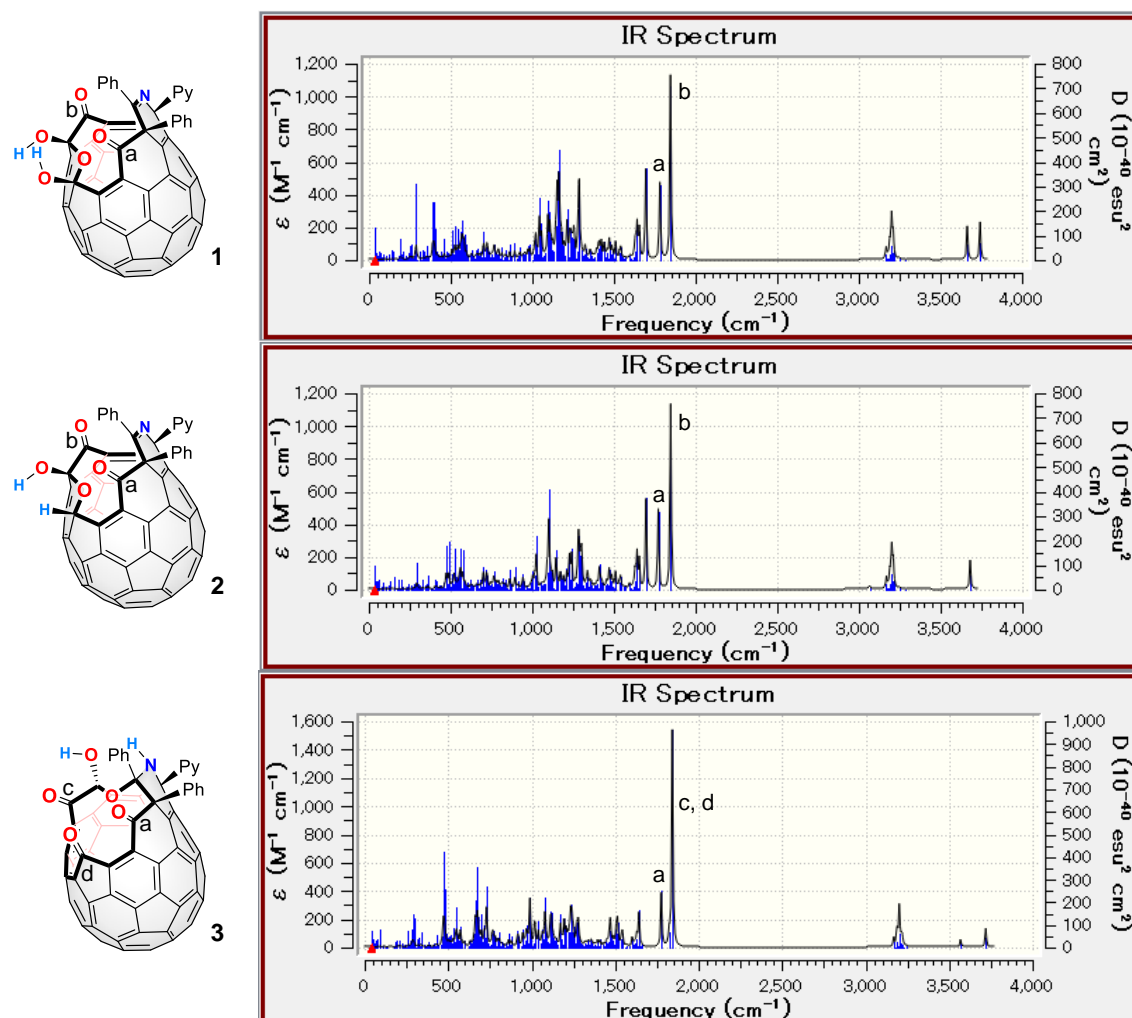 IR Spectrum
1,200
1,000
800
600
400
200
0
ε (M⁻¹ cm⁻¹)
800
700
600
500
400
300
200
100
0
D (10⁻⁴⁰ esu² cm²)
b
a
0
500
1,000
1,500
2,000
2,500
3,000
3,500
4,000
Frequency (cm⁻¹)
Ph
N
Py
O
b
Ph
O
O
a
H
H
O
O
1
IR Spectrum
1,200
1,000
800
600
400
200
0
ε (M⁻¹ cm⁻¹)
800
700
600
500
400
300
200
100
0
D (10⁻⁴⁰ esu² cm²)
b
a
0
500
1,000
1,500
2,000
2,500
3,000
3,500
4,000
Frequency (cm⁻¹)
Ph
N
Py
O
b
Ph
O
O
a
H
O
H
2
IR Spectrum
1,600
1,400
1,200
1,000
800
600
400
200
0
ε (M⁻¹ cm⁻¹)
1,000
900
800
700
600
500
400
300
200
100
0
D (10⁻⁴⁰ esu² cm²)
c, d
a
0
500
1,000
1,500
2,000
2,500
3,000
3,500
4,000
Frequency (cm⁻¹)
H
H
O
Ph
N
Py
c
O
O
Ph
O
a
O
d
3